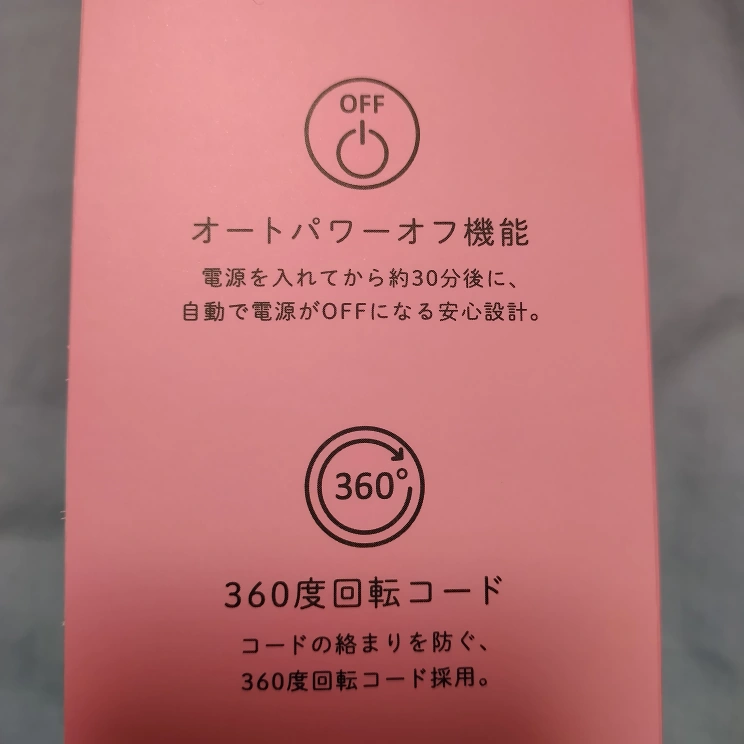 OFF
オートパワーオフ機能
電源を入れてから約30分後に、
自動で電源がOFFになる安心設計。
360°
360度回転コード
コードの絡まりを防ぐ、
360度回転コード採用。